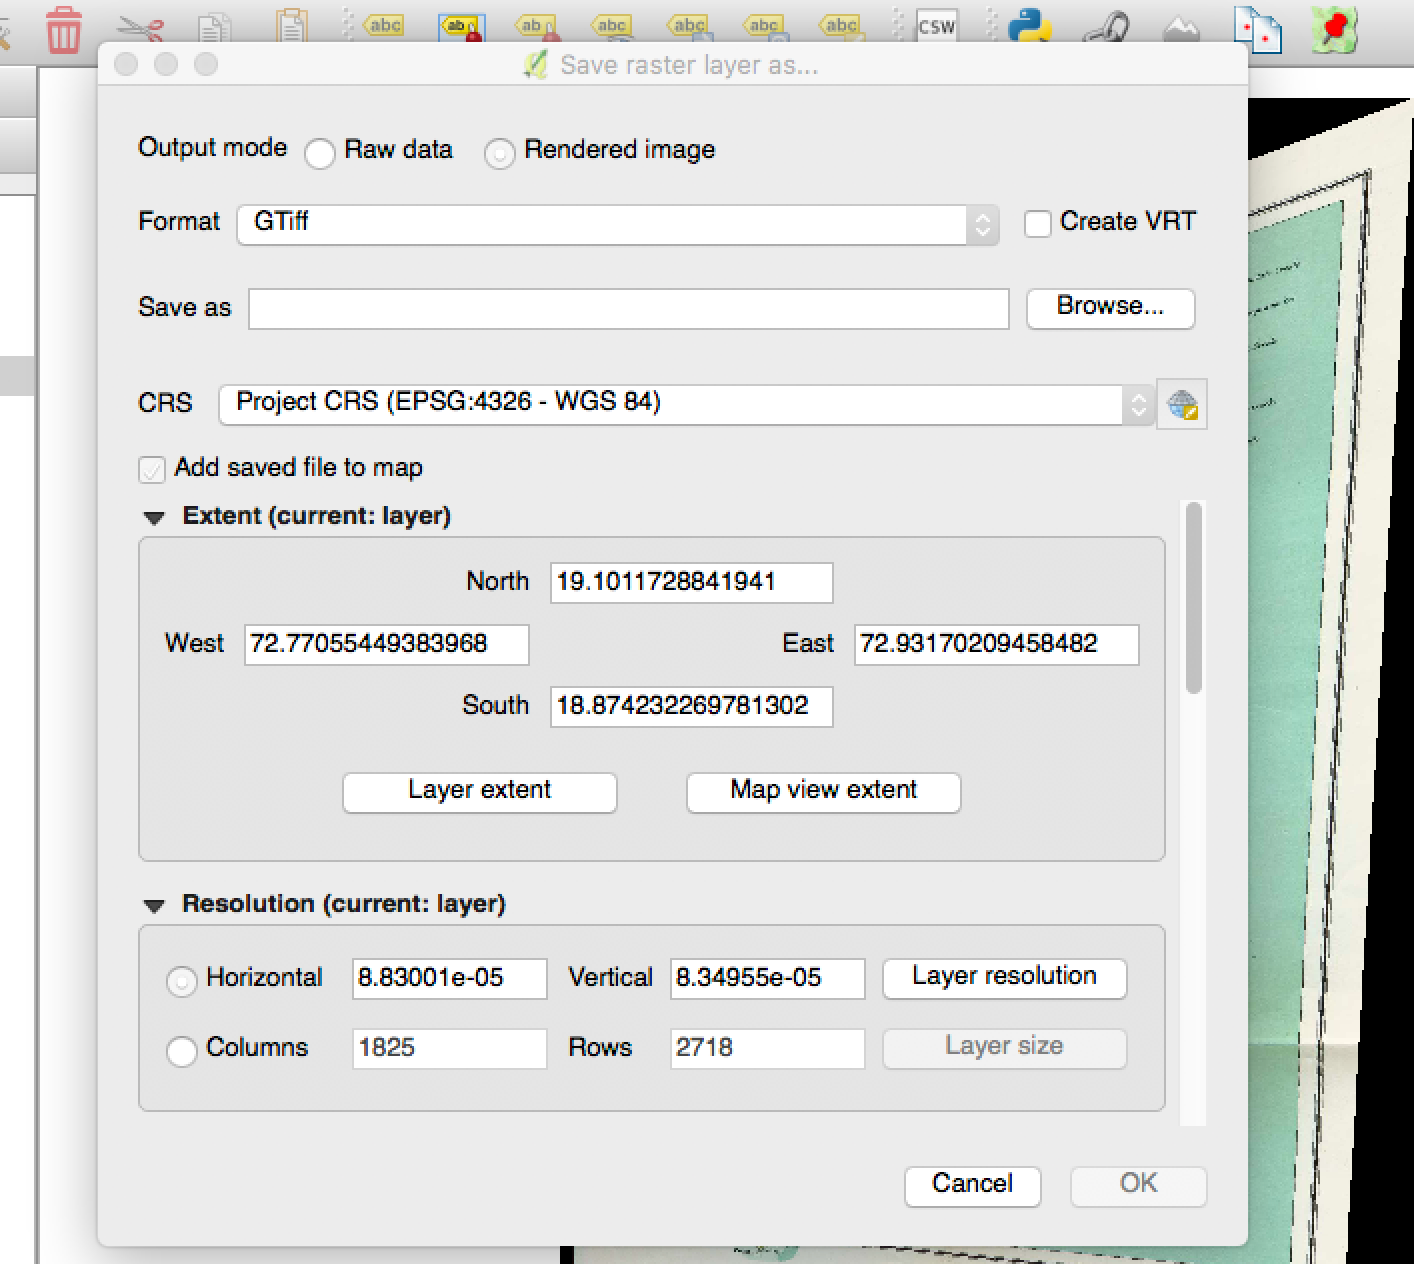 abc ab ab abc abc abc abc CSW
Save raster layer as...
Output mode Raw data Rendered image
Format GTiff Create VRT
Save as Browse...
CRS Project CRS (EPSG:4326 - WGS 84)
Add saved file to map
Extent (current: layer)
North 19.1011728841941
West 72.77055449383968 East 72.93170209458482
South 18.874232269781302
Layer extent Map view extent
Resolution (current: layer)
Horizontal 8.83001e-05 Vertical 8.34955e-05 Layer resolution
Columns 1825 Rows 2718 Layer size
Cancel OK